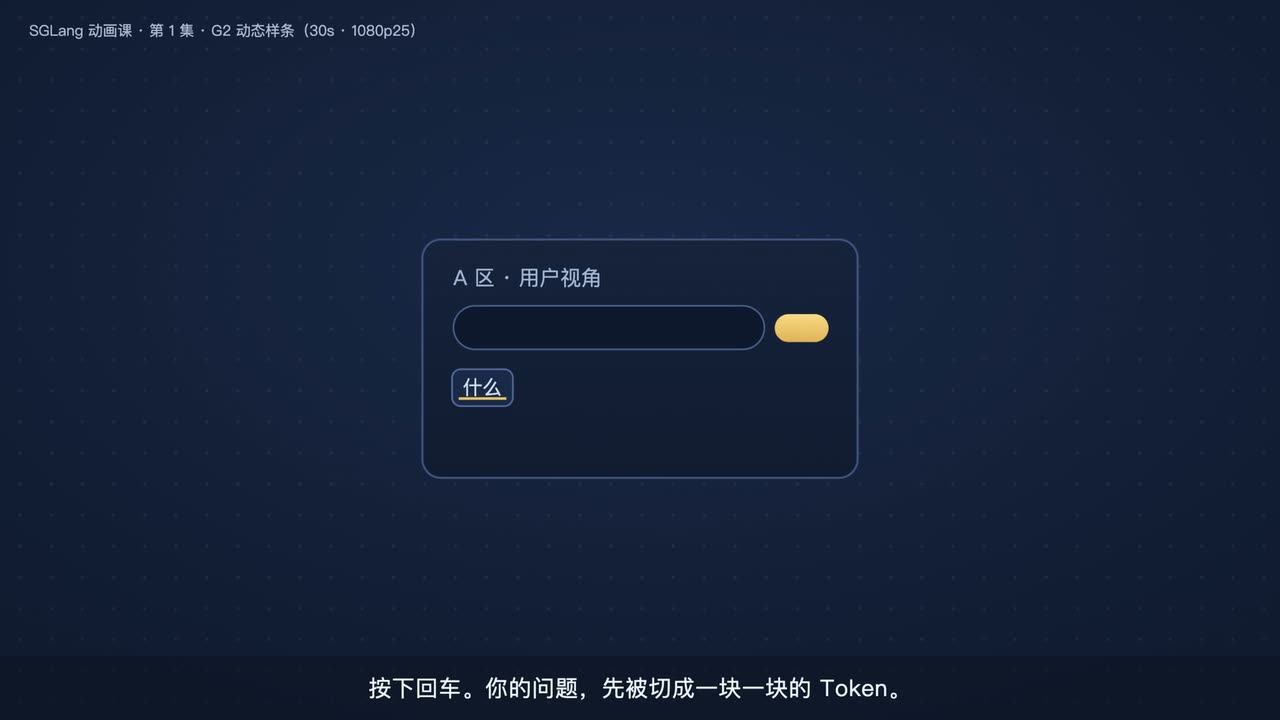 SGLang 动画课 · 第 1 集 · G2 动态样条（30s · 1080p25）
A 区 · 用户视角
什么
按下回车。你的问题，先被切成一块一块的 Token。